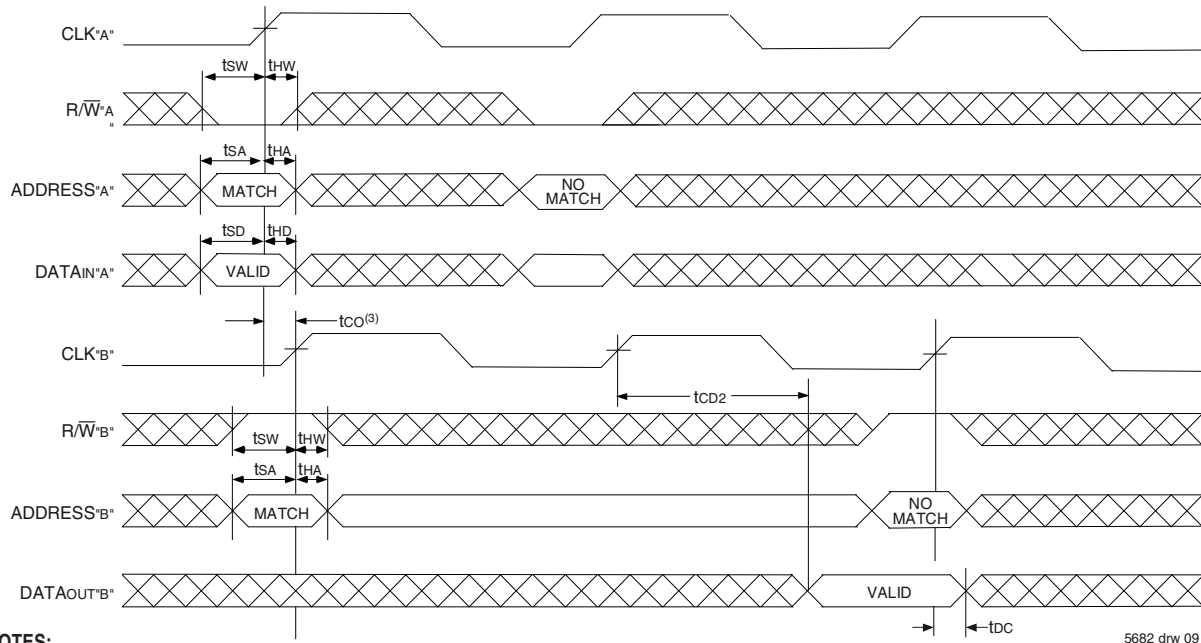 CLK"A"
tSW tHW
R/W̅"A
"
tSA tHA
ADDRESS"A"
MATCH
NO
MATCH
tSD tHD
DATAIN"A"
VALID
tCO(3)
CLK"B"
tCD2
R/W̅"B"
tSW tHW
tSA tHA
ADDRESS"B"
MATCH
NO
MATCH
DATAOUT"B"
VALID
tDC
OTES:
5682 drw 09